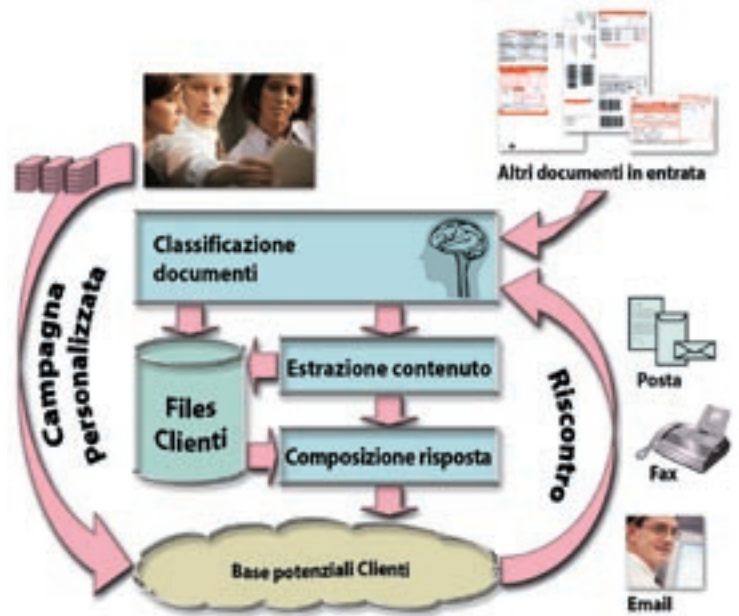 Altri documenti in entrata
Classificazione
documenti
Campagna
personalizzata
Files
Clienti
Estrazione contenuto
Composizione risposta
Riscontro
Posta
Fax
Base potenziali Clienti
Email